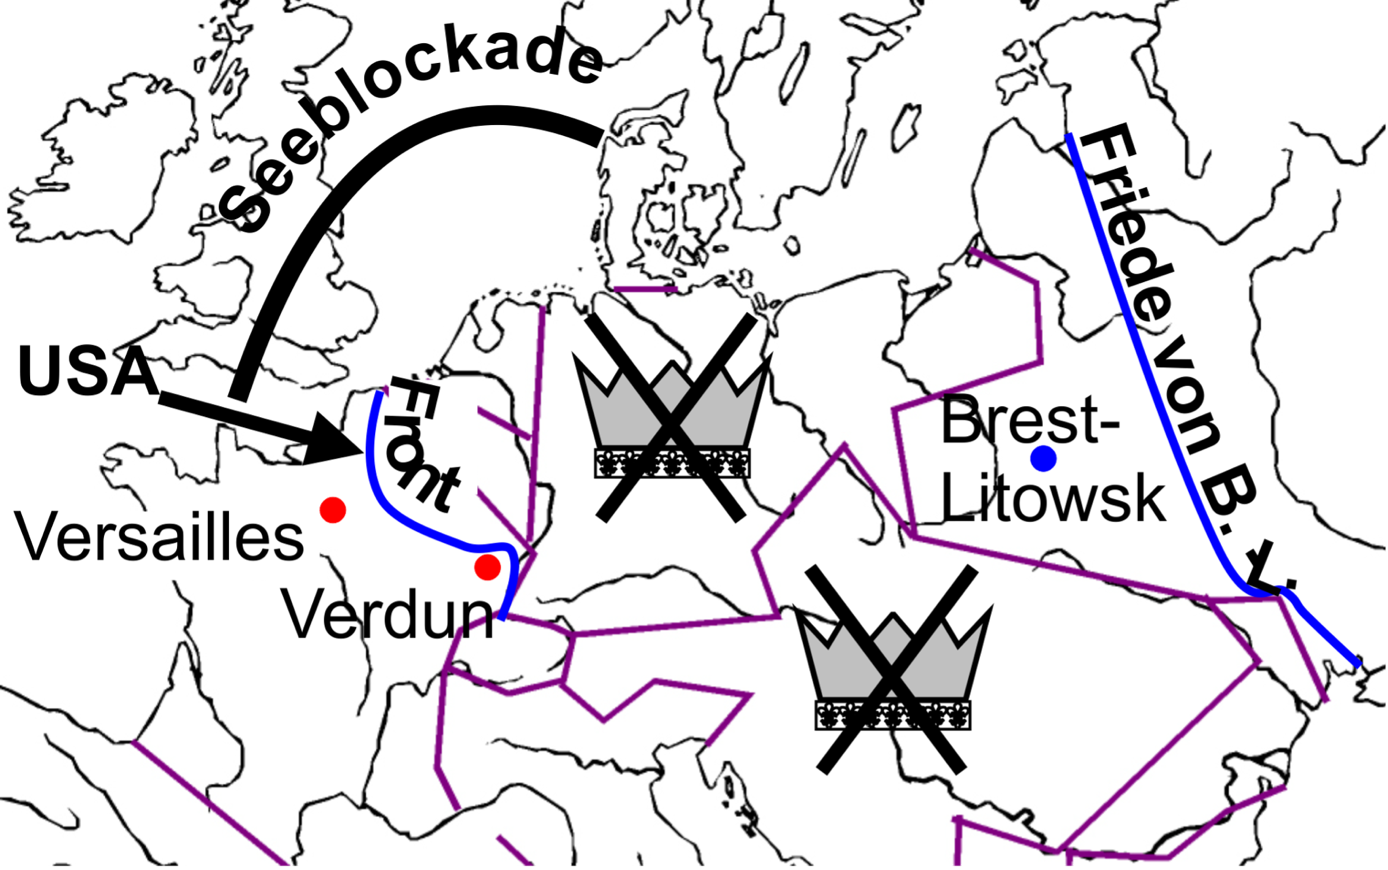 Seeblockade
USA
Front
Friede von B. L.
Brest-
Litowsk
Versailles
Verdun